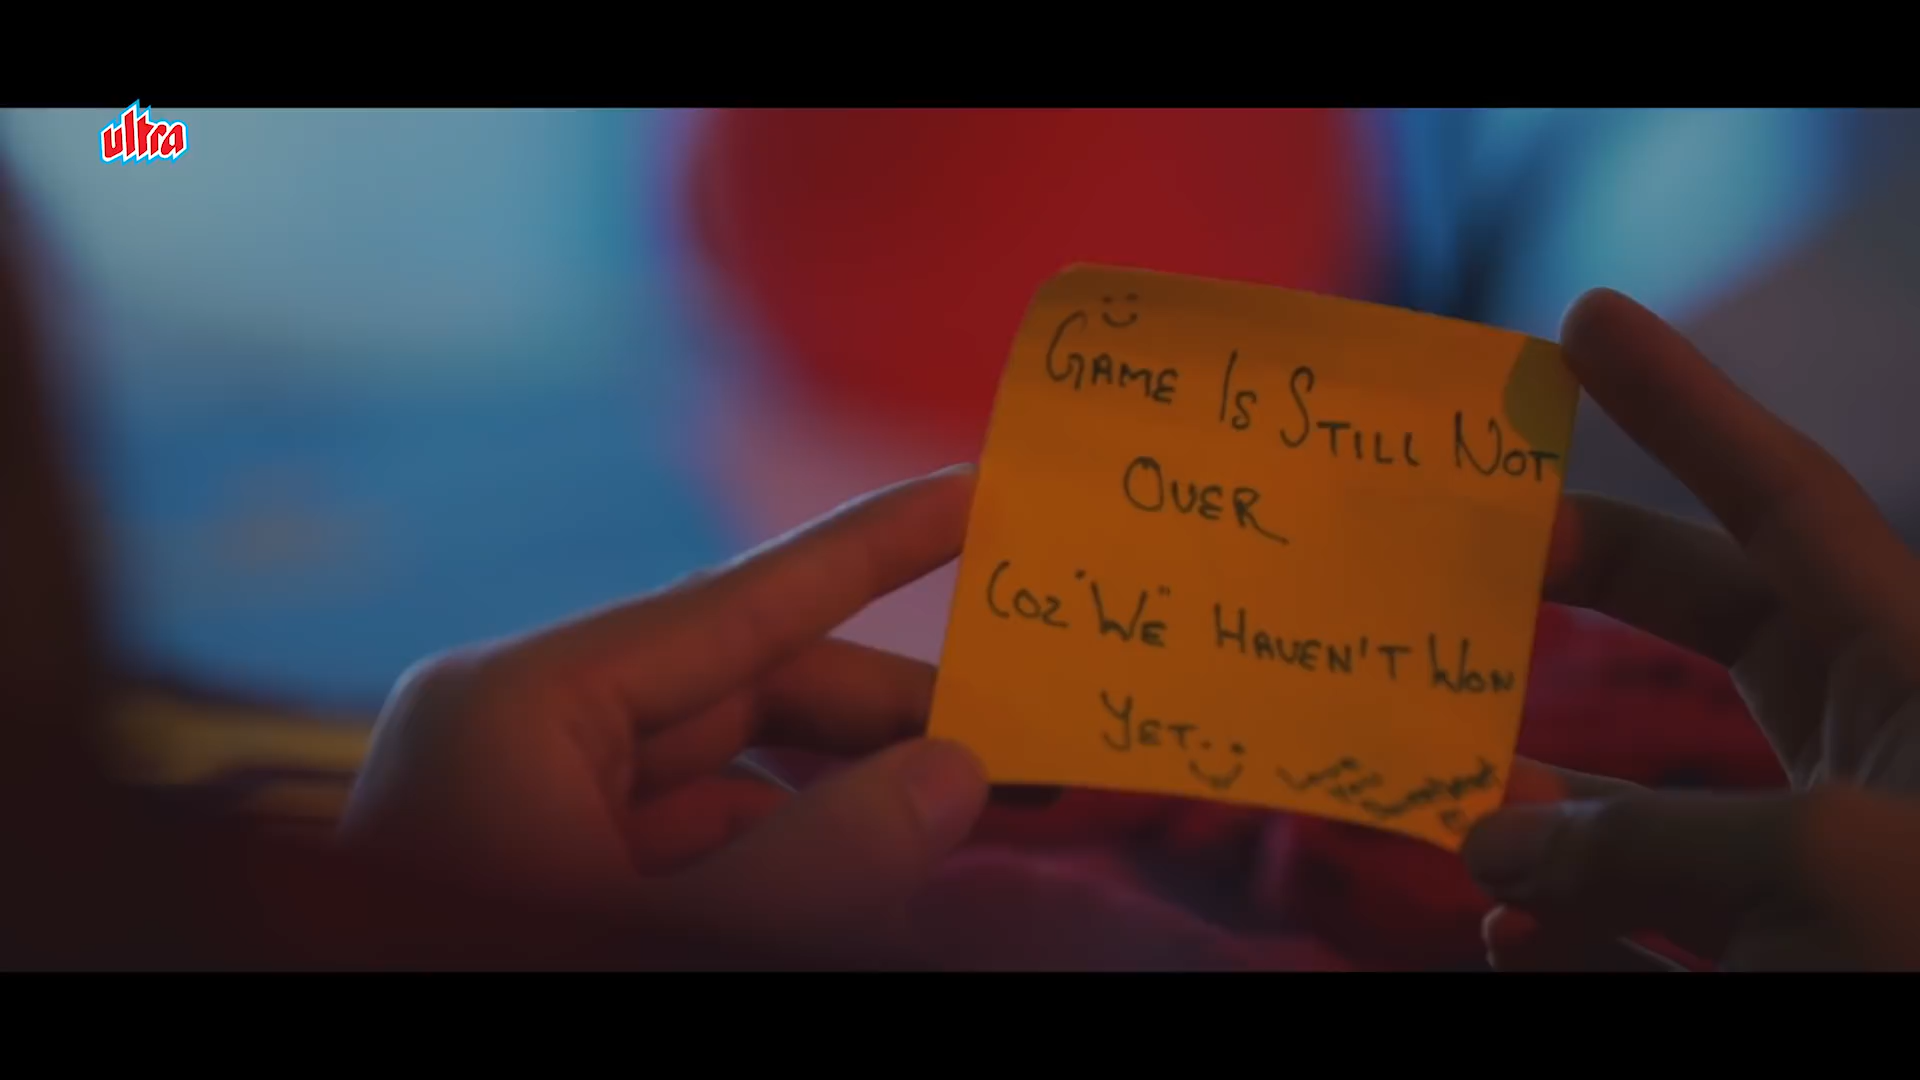 ultra
GAME IS STILL NOT
OVER
COZ "WE" HAVEN'T WON
YET..